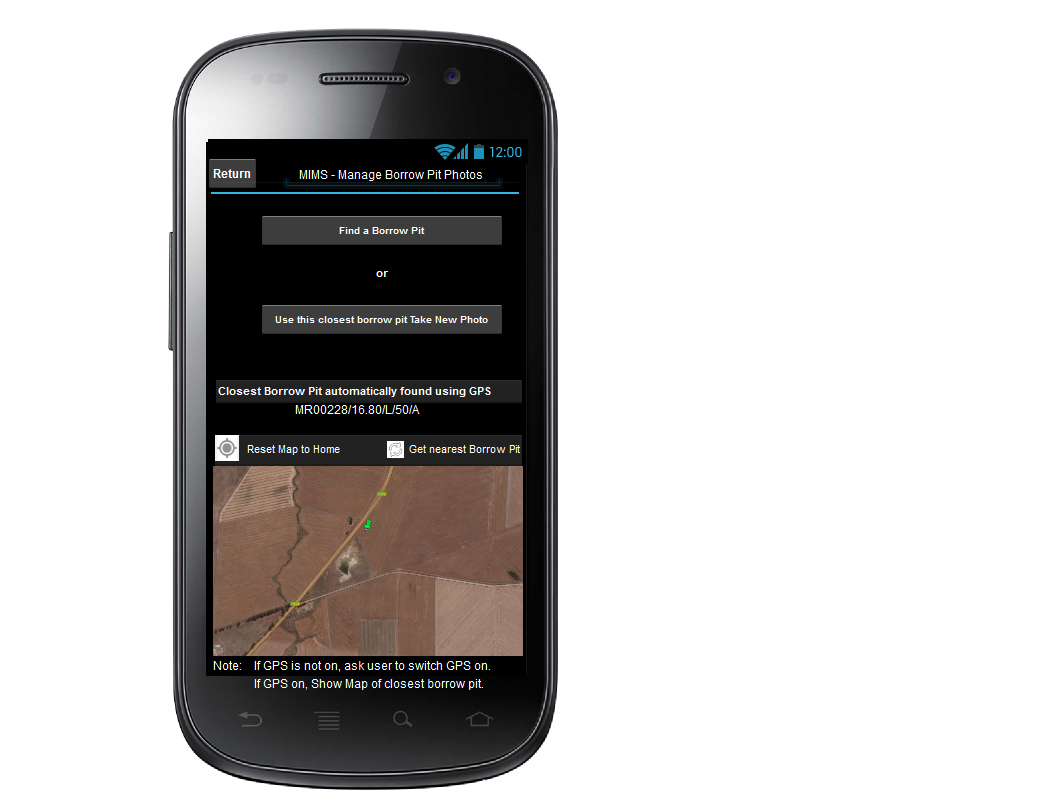 12:00
Return
MIMS - Manage Borrow Pit Photos
Find a Borrow Pit
or
Use this closest borrow pit Take New Photo
Closest Borrow Pit automatically found using GPS
MR00228/16.80/L/50/A
Reset Map to Home
Get nearest Borrow Pit
Note: If GPS is not on, ask user to switch GPS on.
If GPS on, Show Map of closest borrow pit.